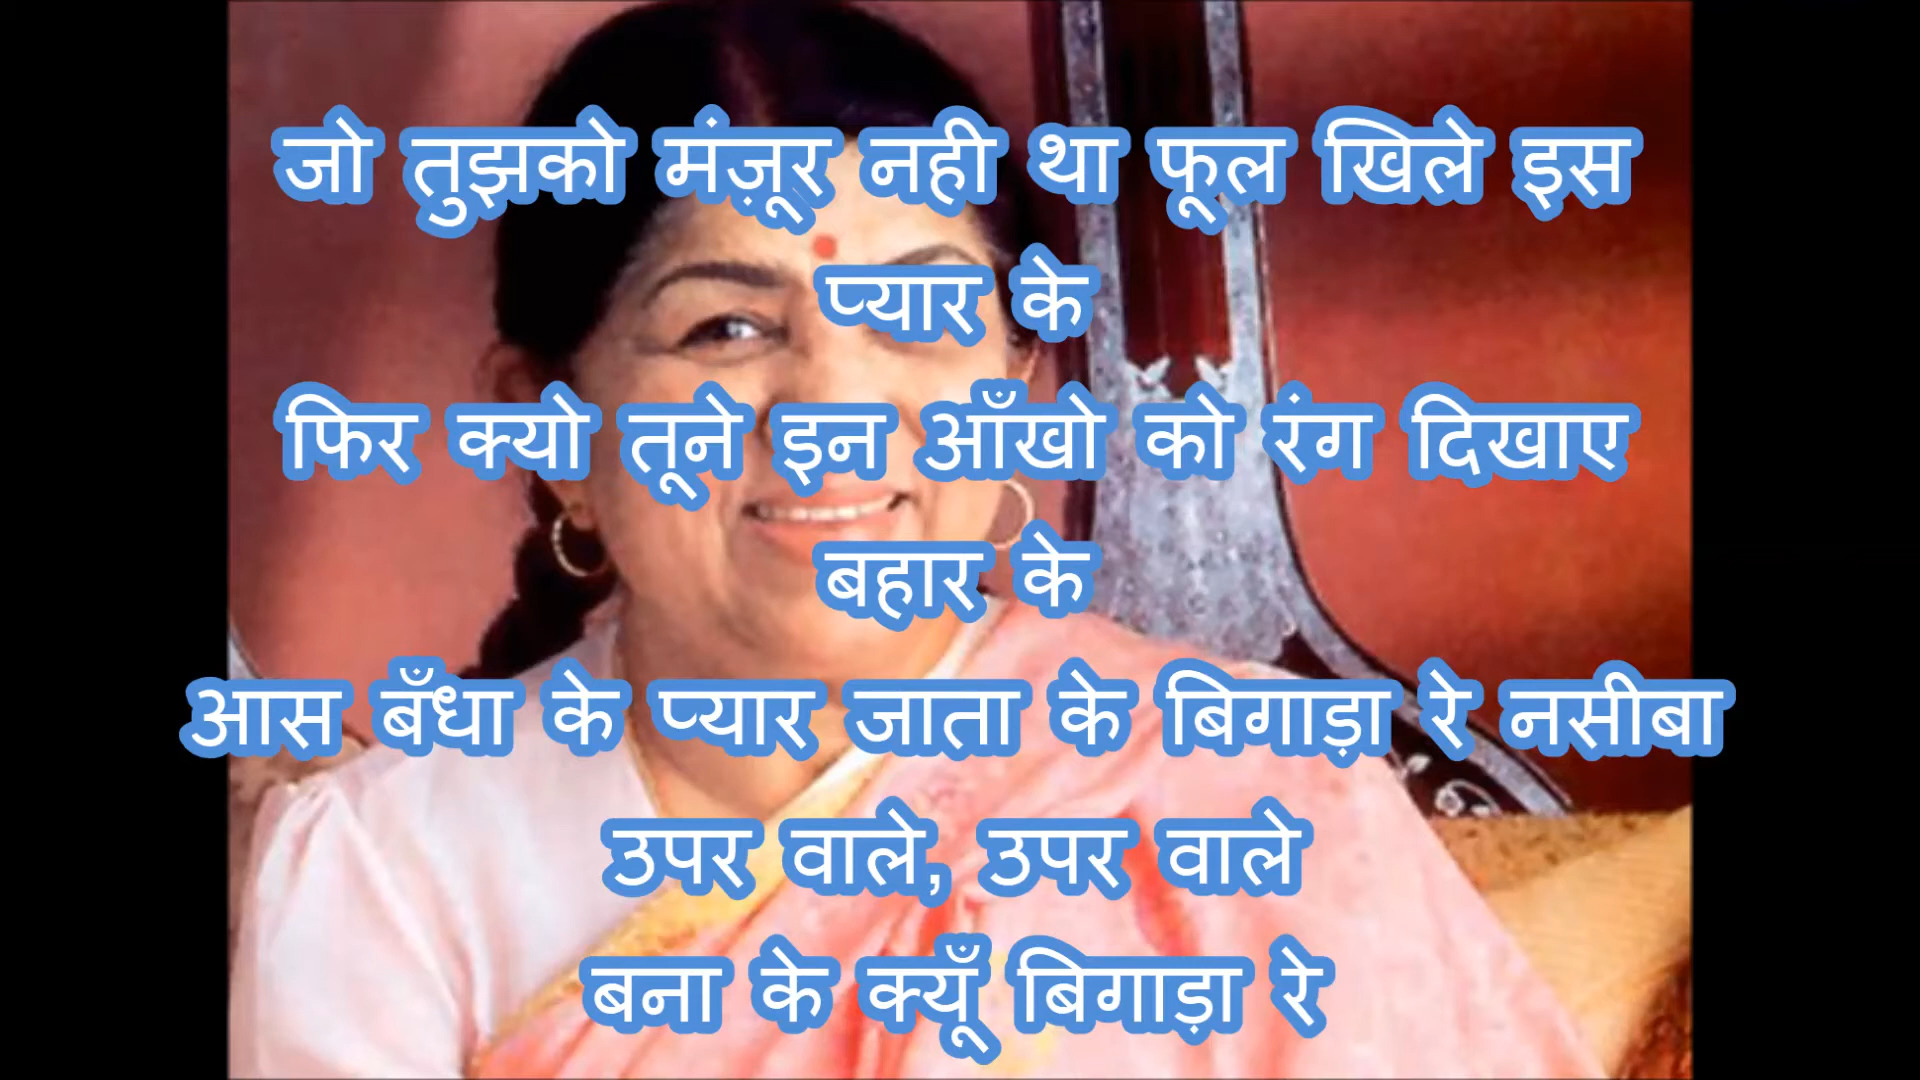 जो तुझको मंज़ूर नही था फूल खिले इस
प्यार के
फिर क्यो तूने इन आँखो को रंग दिखाए
बहार के
आस बँधा के प्यार जाता के बिगाड़ा रे नसीबा
उपर वाले, उपर वाले
बना के क्यूँ बिगाड़ा रे